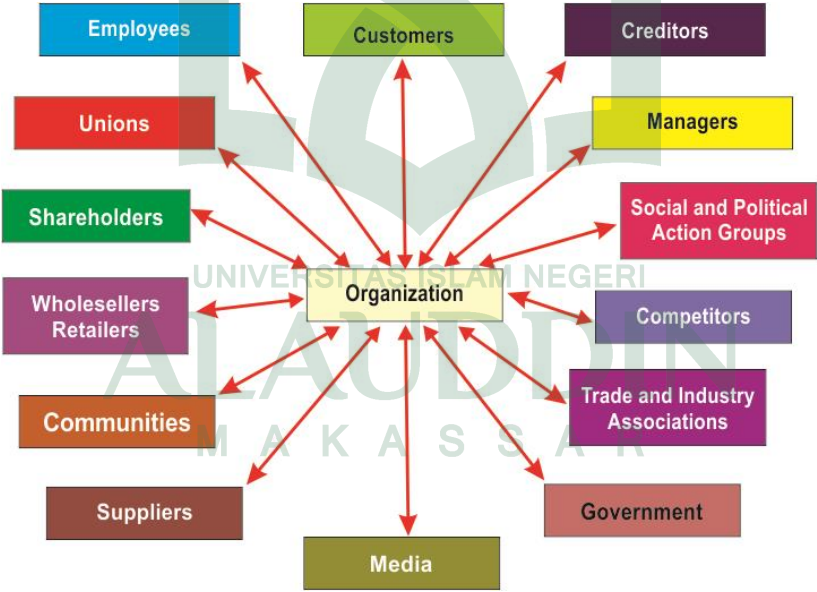 Employees
Customers
Creditors
Unions
Managers
Shareholders
Social and Political
Action Groups
UNIVERSITAS ISLAM NEGERI
Organization
Wholesellers
Retailers
Competitors
ALAUDDIN
Trade and Industry
Associations
Communities
MAKASSAR
Suppliers
Government
Media